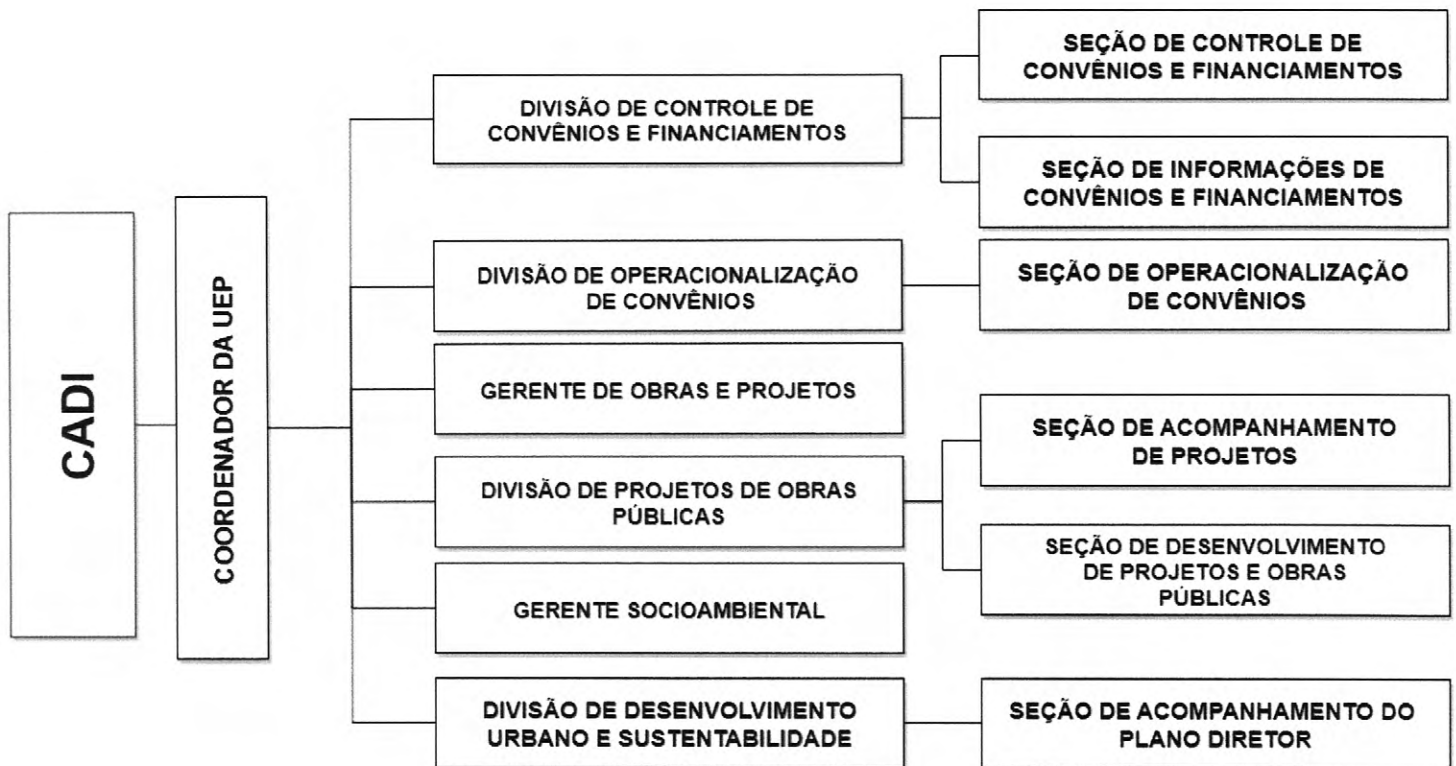 CADI
COORDENADOR DA UEP
DIVISÃO DE CONTROLE DE
CONVÊNIOS E FINANCIAMENTOS
SEÇÃO DE CONTROLE DE
CONVÊNIOS E FINANCIAMENTOS
SEÇÃO DE INFORMAÇÕES DE
CONVÊNIOS E FINANCIAMENTOS
DIVISÃO DE OPERACIONALIZAÇÃO
DE CONVÊNIOS
SEÇÃO DE OPERACIONALIZAÇÃO
DE CONVÊNIOS
GERENTE DE OBRAS E PROJETOS
DIVISÃO DE PROJETOS DE OBRAS
PÚBLICAS
SEÇÃO DE ACOMPANHAMENTO
DE PROJETOS
SEÇÃO DE DESENVOLVIMENTO
DE PROJETOS E OBRAS
PÚBLICAS
GERENTE SOCIOAMBIENTAL
DIVISÃO DE DESENVOLVIMENTO
URBANO E SUSTENTABILIDADE
SEÇÃO DE ACOMPANHAMENTO DO
PLANO DIRETOR